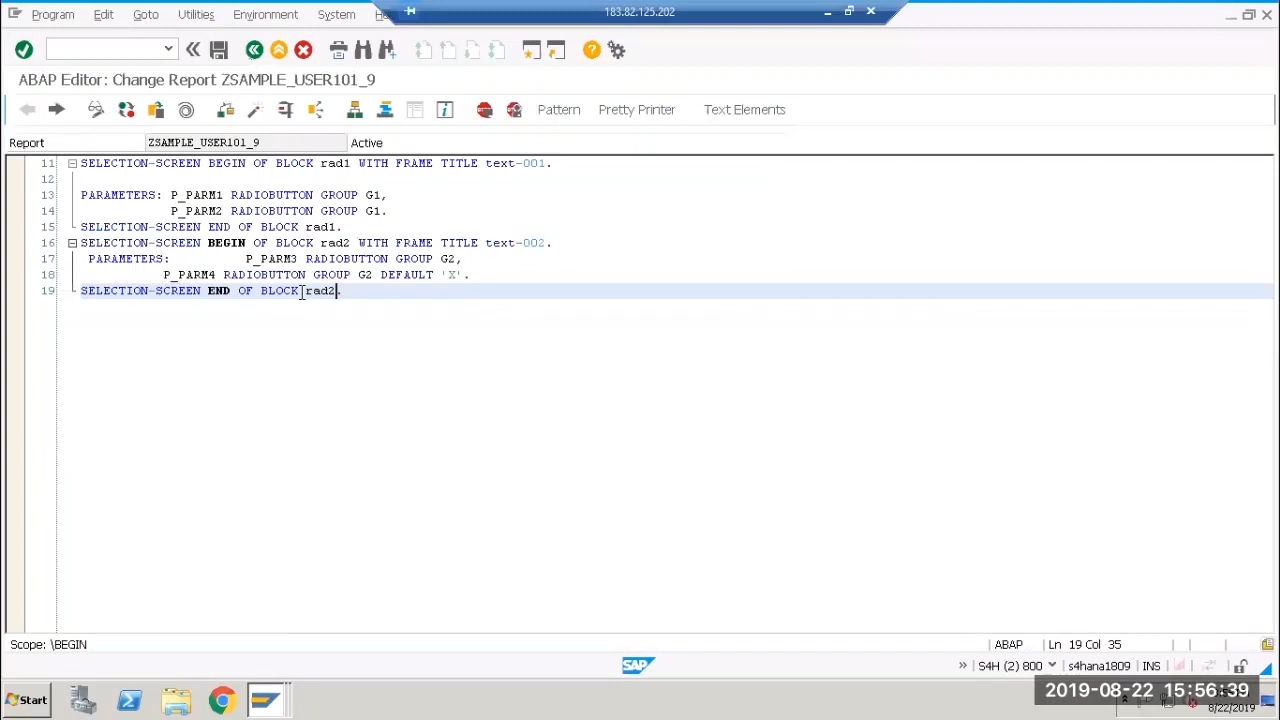 Program Edit Goto Utilities Environment System
183.82.125.202
ABAP Editor: Change Report ZSAMPLE_USER101_9
Pattern Pretty Printer Text Elements
Report ZSAMPLE_USER101_9 Active
11 SELECTION-SCREEN BEGIN OF BLOCK rad1 WITH FRAME TITLE text-001.
12
13 PARAMETERS: P_PARM1 RADIOBUTTON GROUP G1,
14 P_PARM2 RADIOBUTTON GROUP G1.
15 SELECTION-SCREEN END OF BLOCK rad1.
16 SELECTION-SCREEN BEGIN OF BLOCK rad2 WITH FRAME TITLE text-002.
17 PARAMETERS: P_PARM3 RADIOBUTTON GROUP G2,
18 P_PARM4 RADIOBUTTON GROUP G2 DEFAULT 'X'.
19 SELECTION-SCREEN END OF BLOCK rad2.
Scope: \BEGIN ABAP Ln 19 Col 35
SAP S4H (2) 800 s4hana1809 INS
Start
2019-08-22 15:56:39
8/22/2019